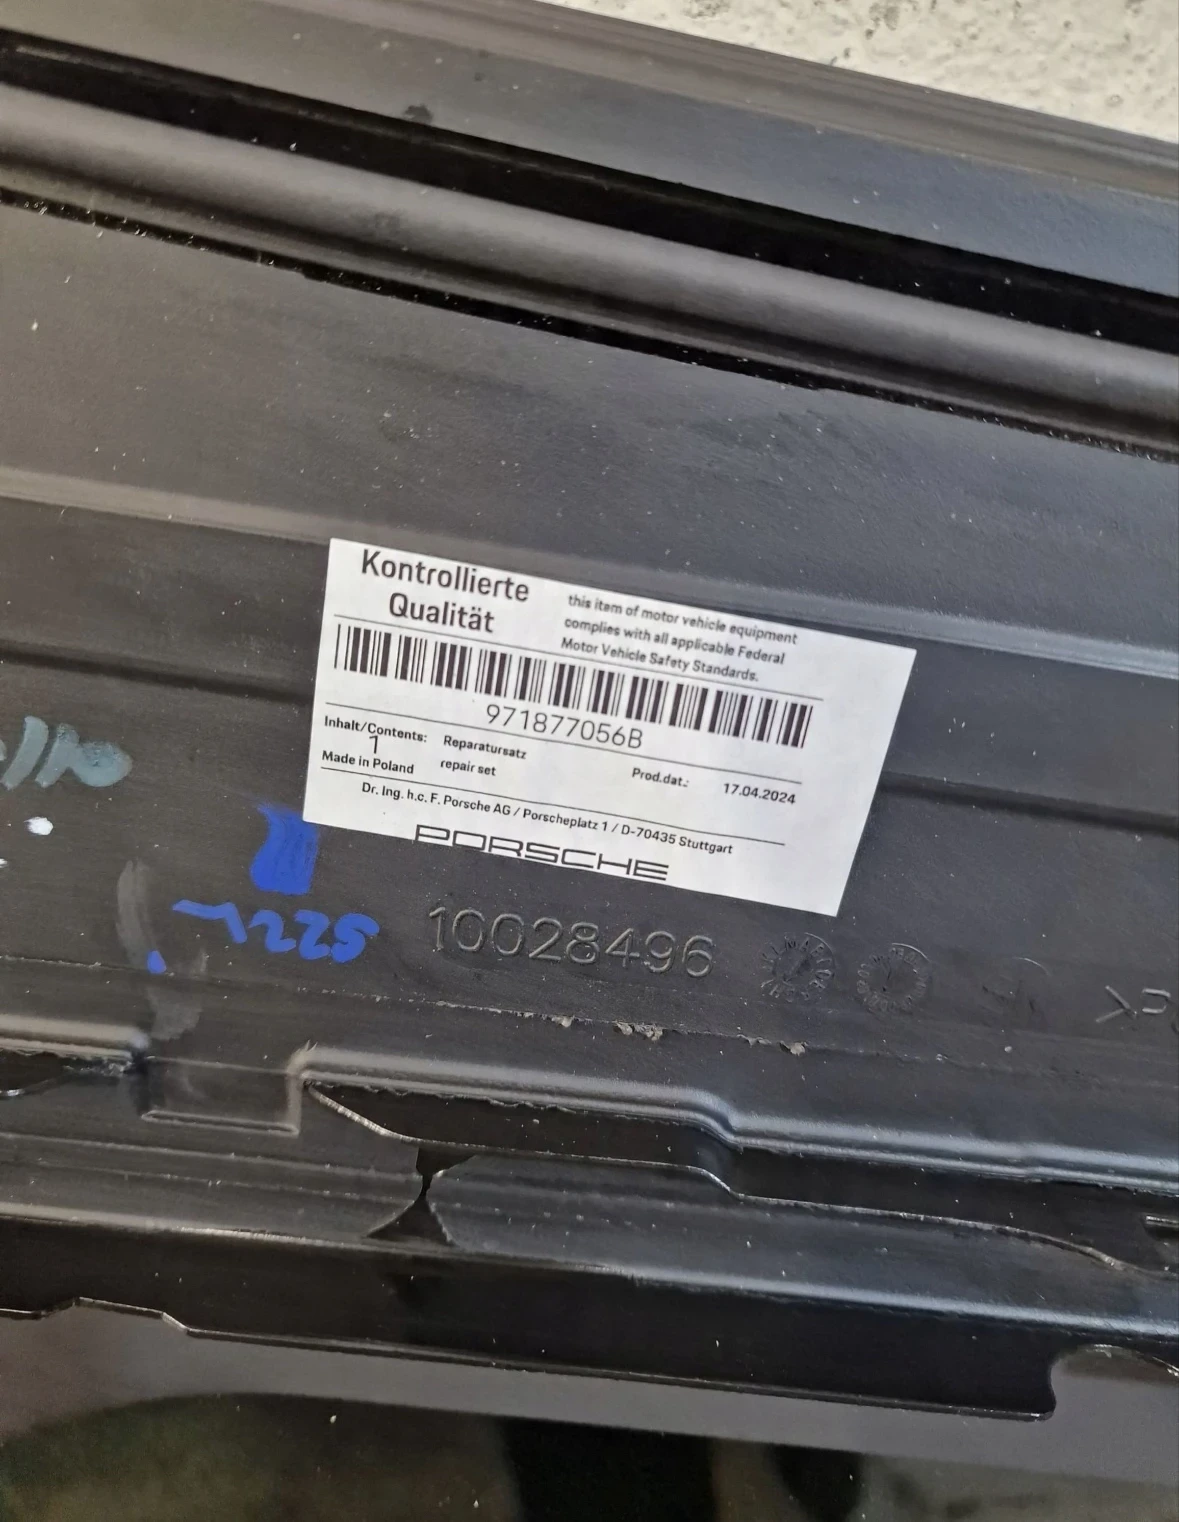 Kontrollierte
Qualität
this item of motor vehicle equipment
complies with all applicable Federal
Motor Vehicle Safety Standards.
971877056B
Inhalt/Contents: Reparatursatz
1 repair set
Made in Poland
Prod.dat.: 17.04.2024
Dr. Ing. h.c. F. Porsche AG / Porscheplatz 1 / D-70435 Stuttgart
PORSCHE
1225
10028496